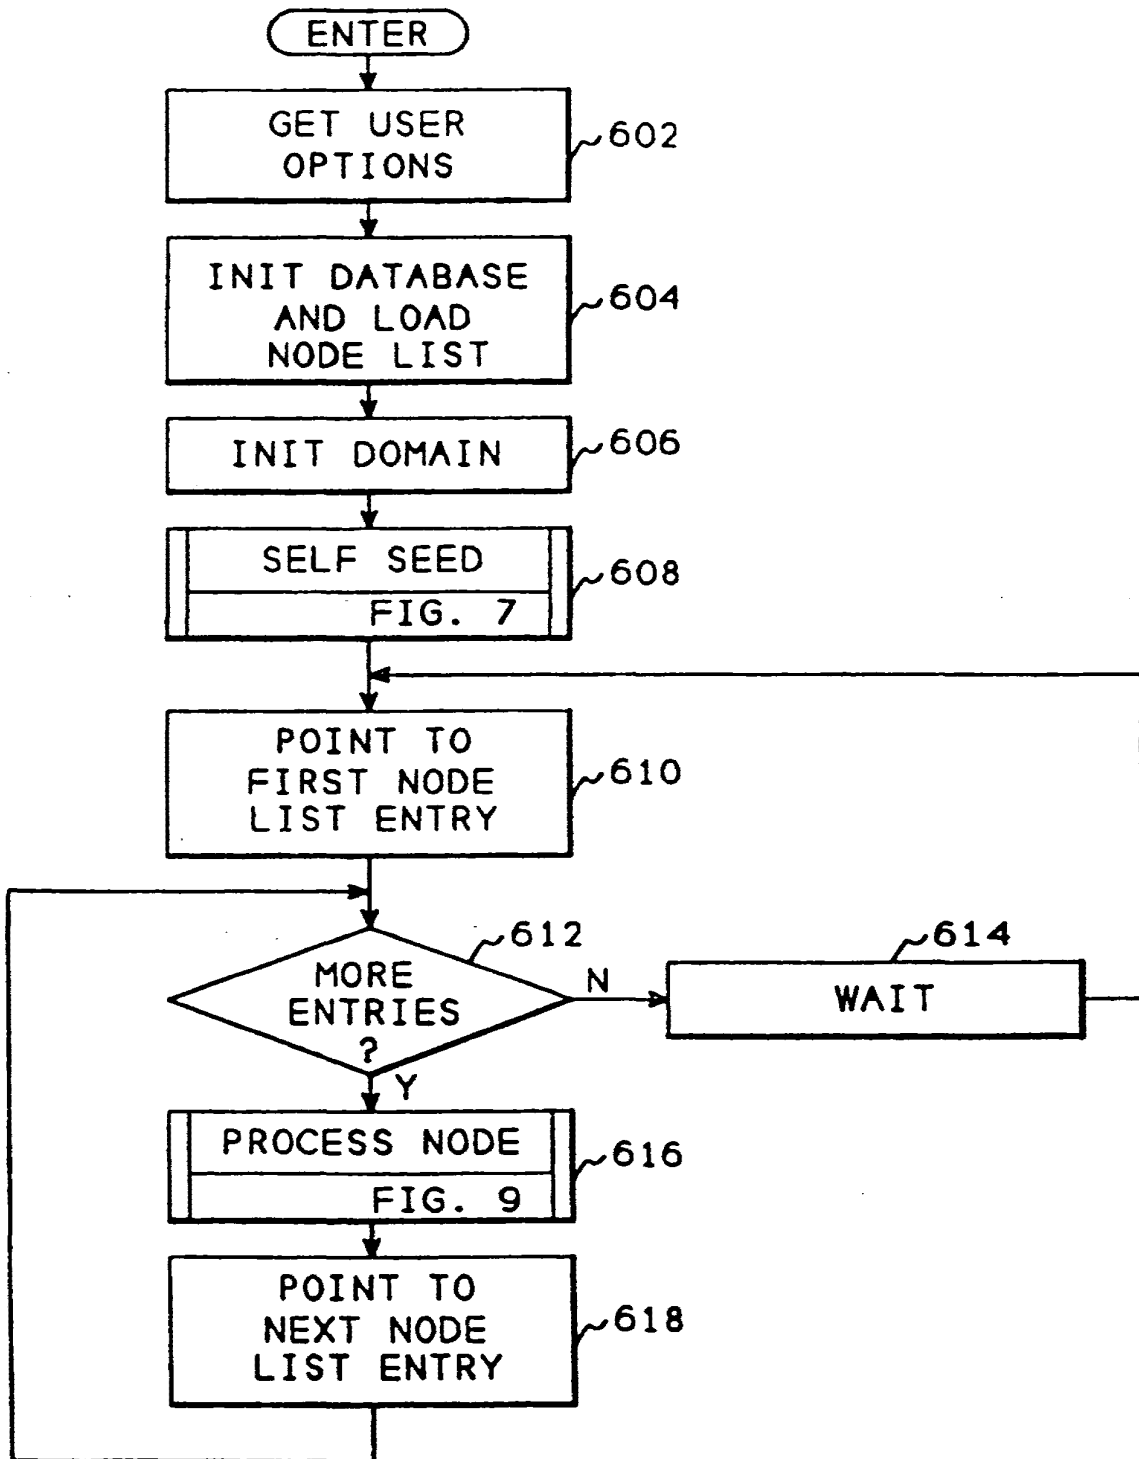 ENTER
GET USER
OPTIONS
602
INIT DATABASE
AND LOAD
NODE LIST
604
INIT DOMAIN
606
SELF SEED
FIG. 7
608
POINT TO
FIRST NODE
LIST ENTRY
610
612
MORE
ENTRIES
?
N
Y
614
WAIT
PROCESS NODE
FIG. 9
616
POINT TO
NEXT NODE
LIST ENTRY
618